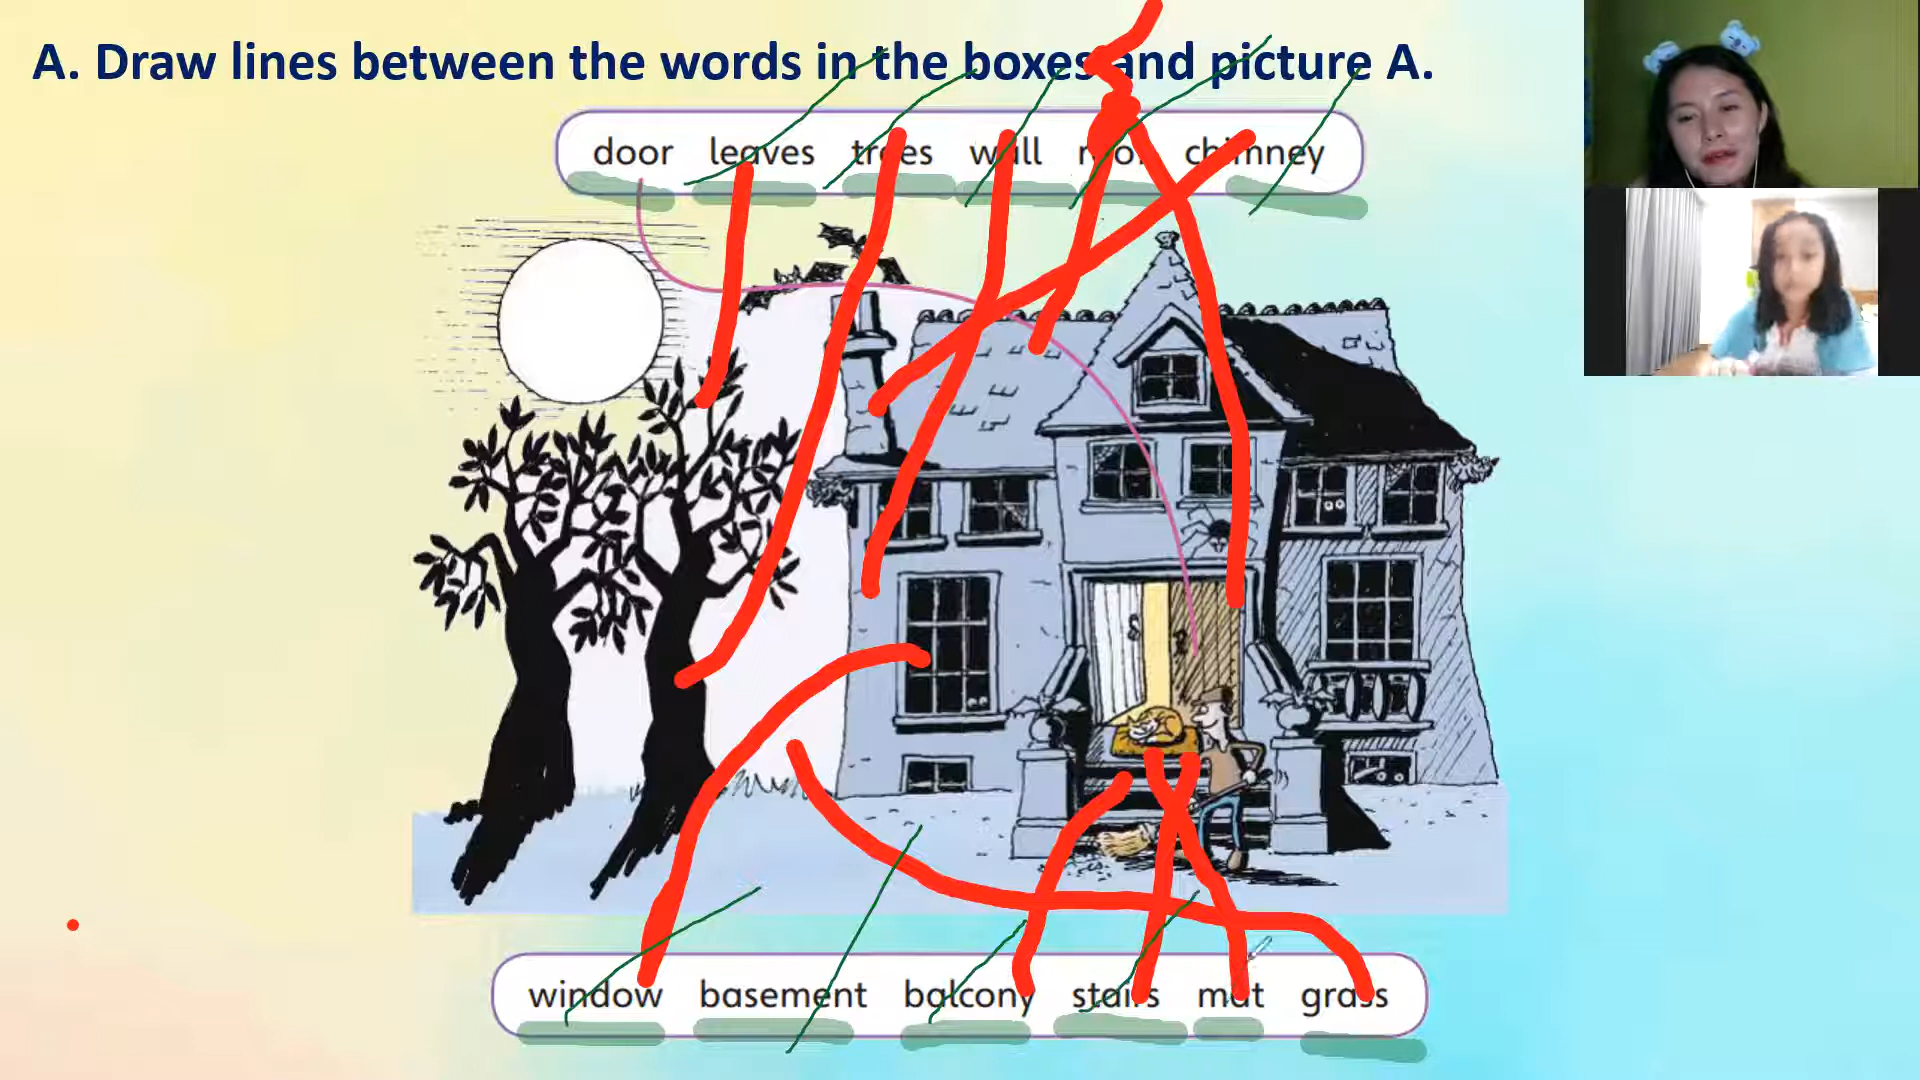 A. Draw lines between the words in the boxes and picture A.
door leaves trees wall roof chimney
window basement balcony stairs mat grass